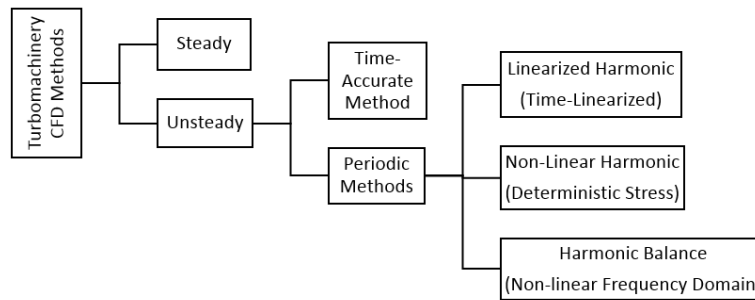 Turbomachinery
CFD Methods
Steady
Unsteady
Time-
Accurate
Method
Periodic
Methods
Linearized Harmonic
(Time-Linearized)
Non-Linear Harmonic
(Deterministic Stress)
Harmonic Balance
(Non-linear Frequency Domain